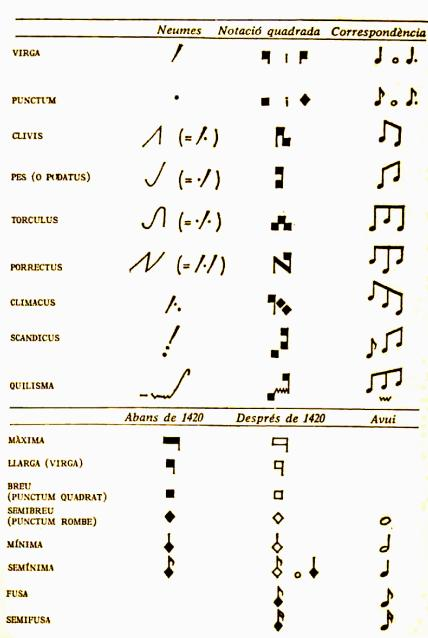 Neumes Notació quadrada Correspondència
VIRGA i
PUNCTUM i
CLIVIS (= )
PES (O PODATUS) (= )
TORCULUS (= )
PORRECTUS (= )
CLIMACUS
SCANDICUS
QUILISMA
Abans de 1420 Després de 1420 Avui
MÀXIMA
LLARGA (VIRGA)
BREU
(PUNCTUM QUADRAT)
SEMIBREU
(PUNCTUM ROMBE)
MÍNIMA
SEMÍNIMA o
FUSA
SEMIFUSA